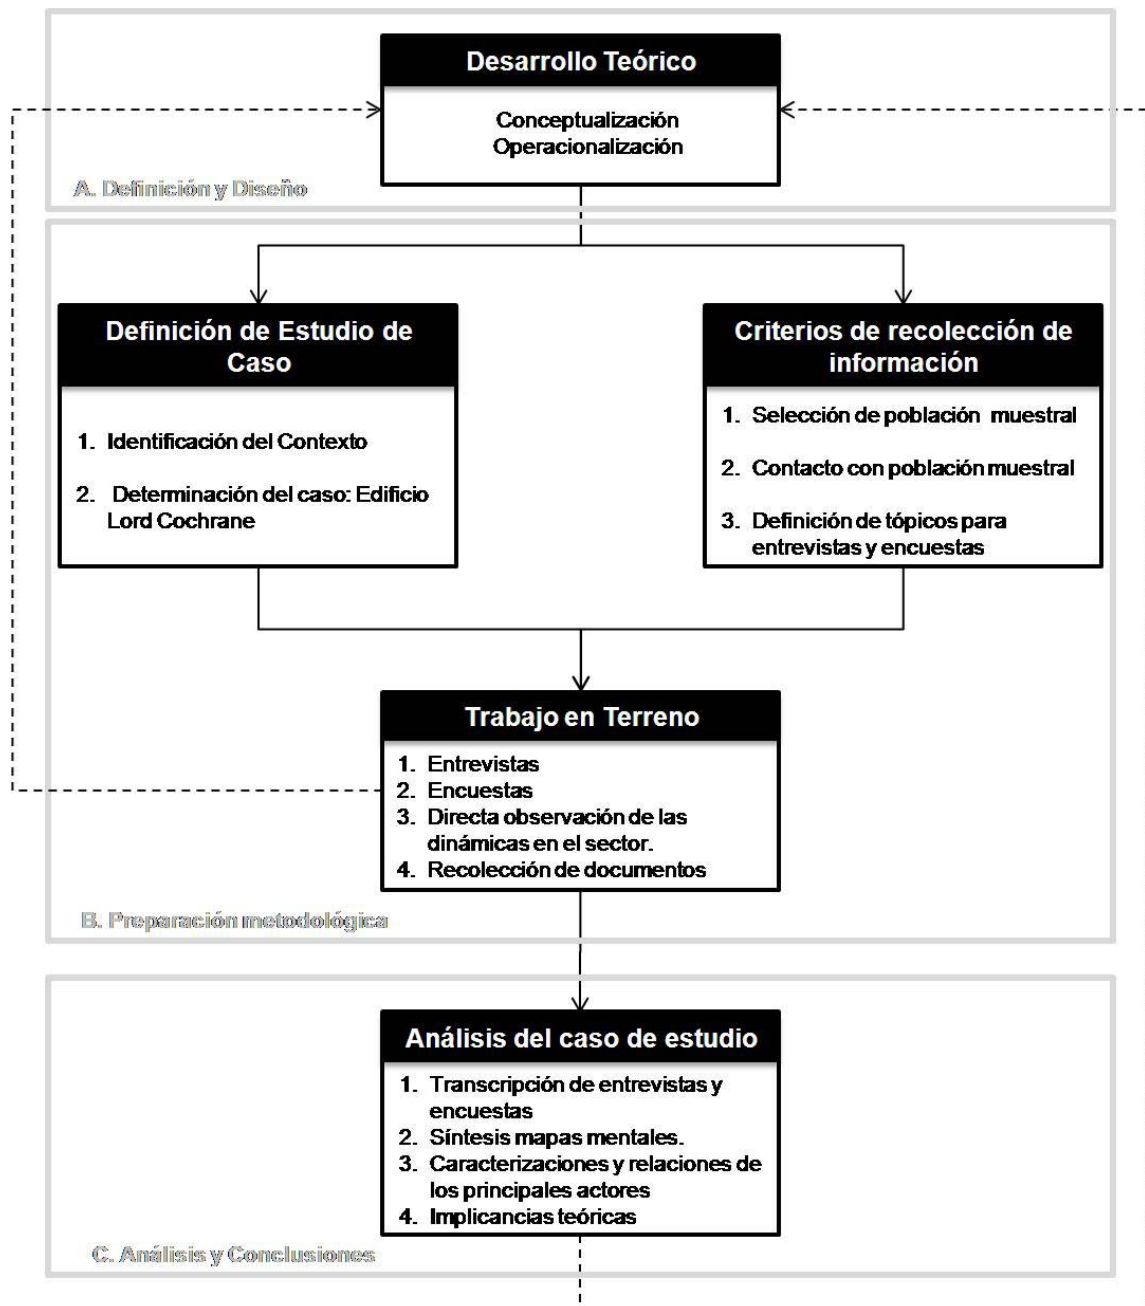 Desarrollo Teórico
Conceptualización
Operacionalización
A. Definición y Diseño
Definición de Estudio de
Caso
1. Identificación del Contexto
2. Determinación del caso: Edificio
Lord Cochrane
Criterios de recolección de
información
1. Selección de población muestral
2. Contacto con población muestral
3. Definición de tópicos para
entrevistas y encuestas
Trabajo en Terreno
1. Entrevistas
2. Encuestas
3. Directa observación de las
dinámicas en el sector.
4. Recolección de documentos
B. Preparación metodológica
Análisis del caso de estudio
1. Transcripción de entrevistas y
encuestas
2. Síntesis mapas mentales.
3. Caracterizaciones y relaciones de
los principales actores
4. Implicancias teóricas
C. Análisis y Conclusiones